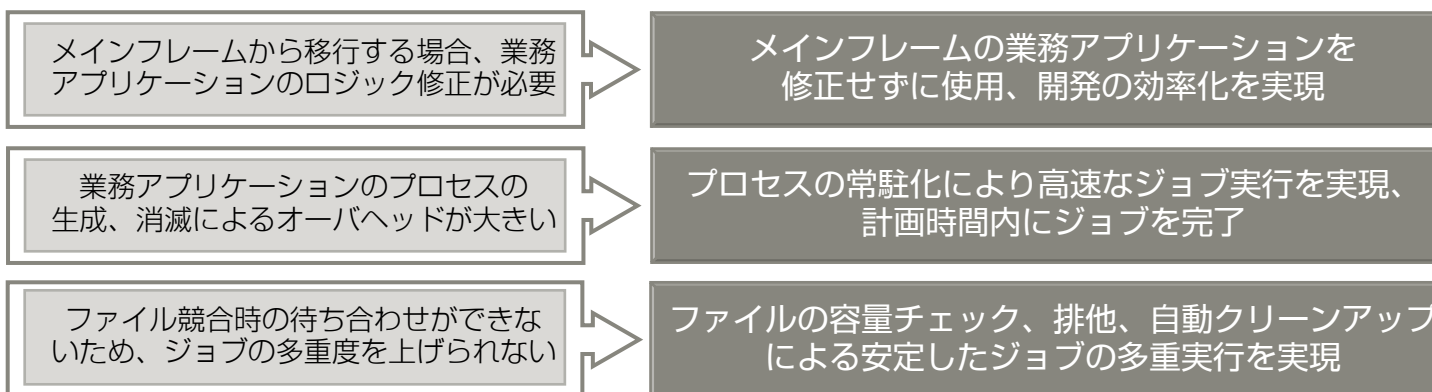 メインフレームから移行する場合、業務
アプリケーションのロジック修正が必要
メインフレームの業務アプリケーションを
修正せずに使用、開発の効率化を実現
業務アプリケーションのプロセスの
生成、消滅によるオーバヘッドが大きい
プロセスの常駐化により高速なジョブ実行を実現、
計画時間内にジョブを完了
ファイル競合時の待ち合わせができな
いため、ジョブの多重度を上げられない
ファイルの容量チェック、排他、自動クリーンアップ
による安定したジョブの多重実行を実現